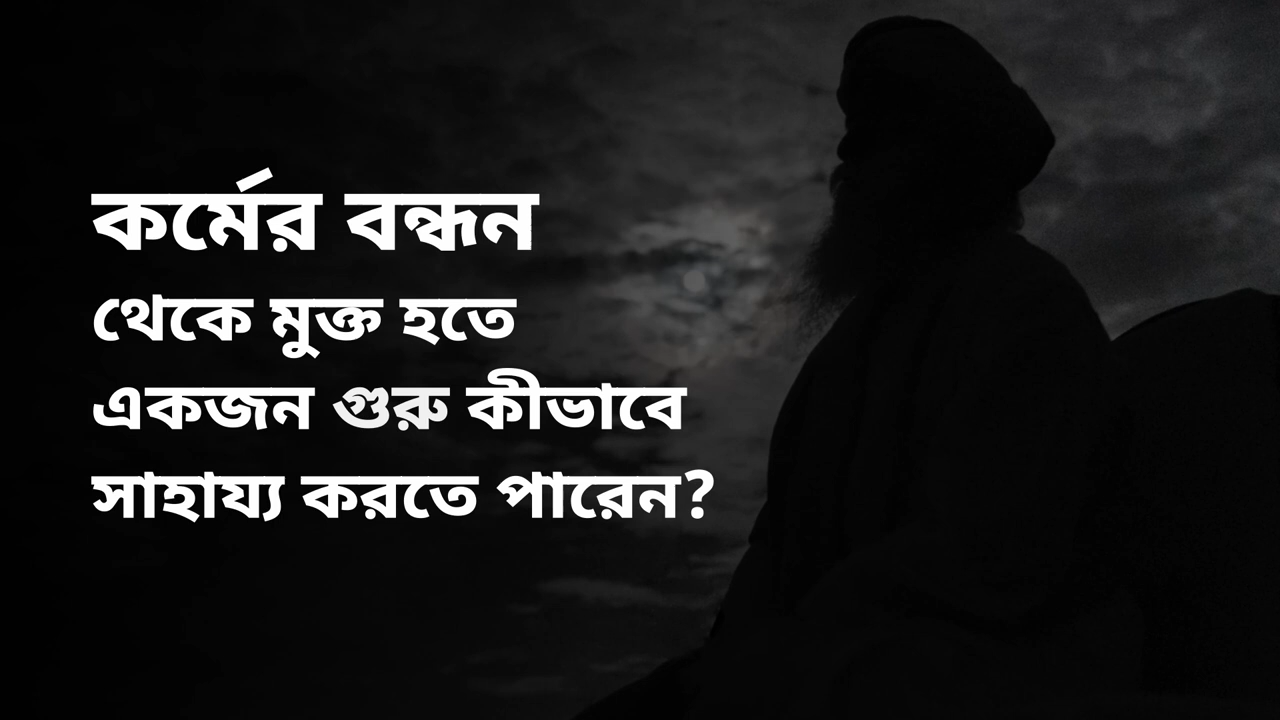 কর্মের বন্ধন
থেকে মুক্ত হতে
একজন গুরু কীভাবে
সাহায্য করতে পারেন?